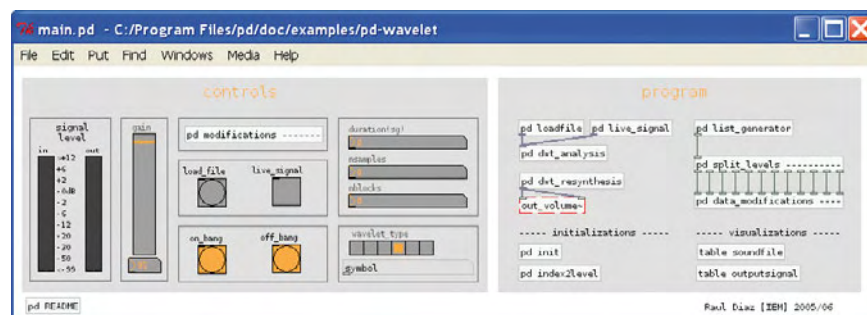 main.pd - C:/Program Files/pd/doc/examples/pd-wavelet
File Edit Put Find Windows Media Help
controls
signal level
in out
>+12
+6
+2
-0dB
-2
-6
-12
-20
-30
-50
<-99
gain
pd modifications ------
load_file live_signal
on_bang off_bang
duration(sg)
nsamples
nblocks
wavelet_type
symbol
program
pd loadfile pd live_signal
pd dwt_analysis
pd dwt_resynthesis
out_volume~
pd list_generator
pd split_levels ---------
pd data_modifications ----
----- initializations -----
pd init
pd index2level
----- visualizations -----
table soundfile
table outputsignal
pd README
Raul Diaz [IEM] 2005/06